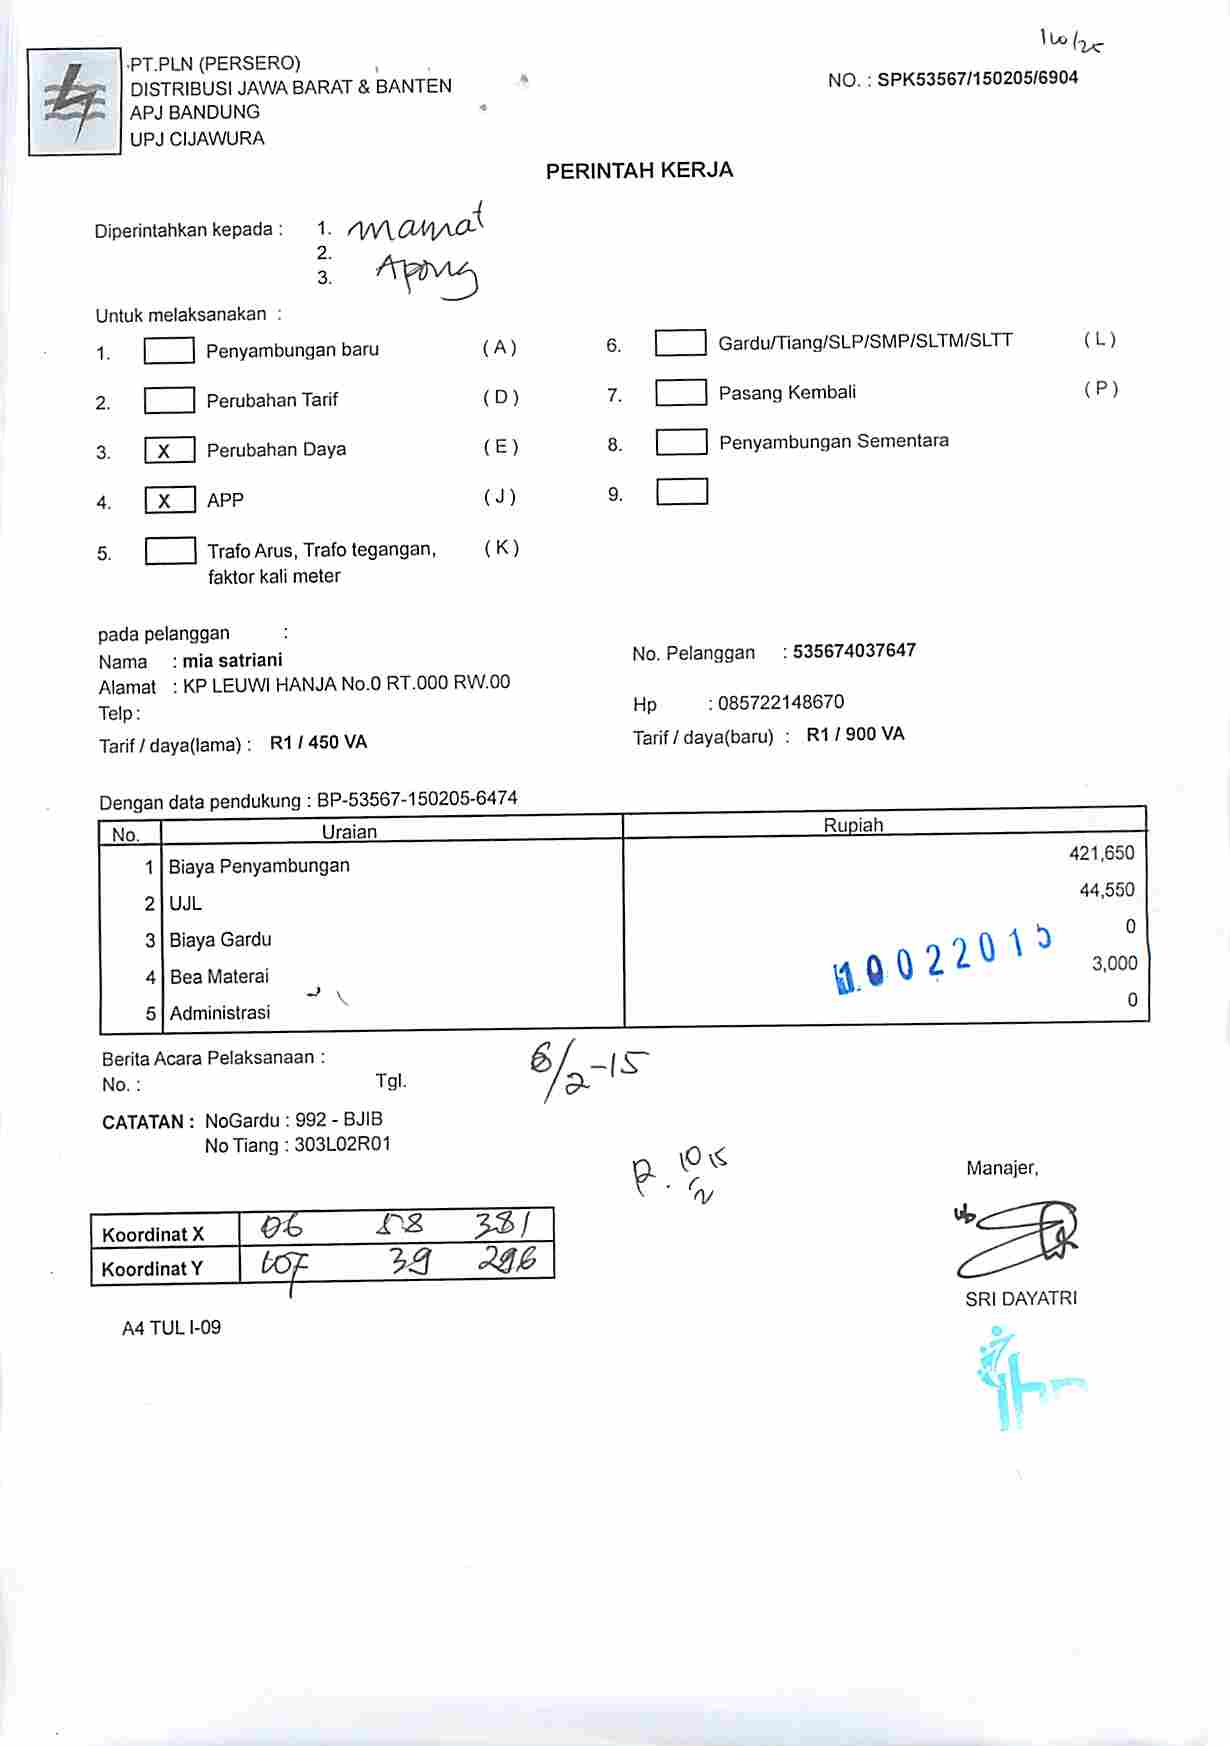 110/25
PT.PLN (PERSERO)
DISTRIBUSI JAWA BARAT & BANTEN
APJ BANDUNG
UPJ CIJAWURA
NO. : SPK53567/150205/6904
PERINTAH KERJA
Diperintahkan kepada : 1. mamat
2.
3. Apong
Untuk melaksanakan :
1. Penyambungan baru ( A )
2. Perubahan Tarif ( D )
3. X Perubahan Daya ( E )
4. X APP ( J )
5. Trafo Arus, Trafo tegangan, ( K )
faktor kali meter
6. Gardu/Tiang/SLP/SMP/SLTM/SLTT ( L )
7. Pasang Kembali ( P )
8. Penyambungan Sementara
9.
pada pelanggan :
Nama : mia satriani
Alamat : KP LEUWI HANJA No.0 RT.000 RW.00
Telp :
Tarif / daya(lama) : R1 / 450 VA
No. Pelanggan : 535674037647
Hp : 085722148670
Tarif / daya(baru) : R1 / 900 VA
Dengan data pendukung : BP-53567-150205-6474
No. Uraian Rupiah
1 Biaya Penyambungan 421,650
2 UJL 44,550
3 Biaya Gardu 0
4 Bea Materai 3,000
5 Administrasi 0
10022015
Berita Acara Pelaksanaan :
No. : Tgl. 6/2-15
CATATAN : NoGardu : 992 - BJIB
No Tiang : 303L02R01
R. 10/2 15
Manajer,
Koordinat X 06 58 381
Koordinat Y 107 39 296
SRI DAYATRI
A4 TUL I-09